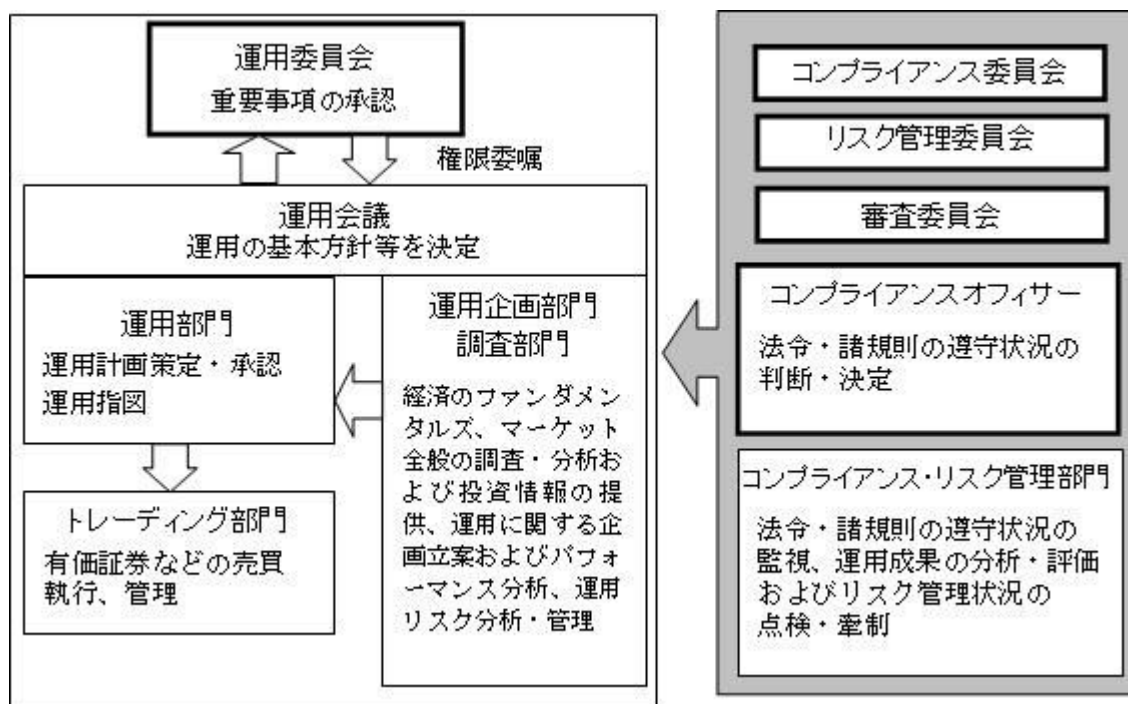 運用委員会
重要事項の承認
権限委嘱
運用会議
運用の基本方針等を決定
運用部門
運用計画策定・承認
運用指図
トレーディング部門
有価証券などの売買
執行、管理
運用企画部門
調査部門
経済のファンダメン
タルズ、マーケット
全般の調査・分析お
よび投資情報の提
供、運用に関する企
画立案およびパフォ
ーマンス分析、運用
リスク分析・管理
コンプライアンス委員会
リスク管理委員会
審査委員会
コンプライアンスオフィサー
法令・諸規則の遵守状況の
判断・決定
コンプライアンス・リスク管理部門
法令・諸規則の遵守状況の
監視、運用成果の分析・評価
およびリスク管理状況の
点検・牽制